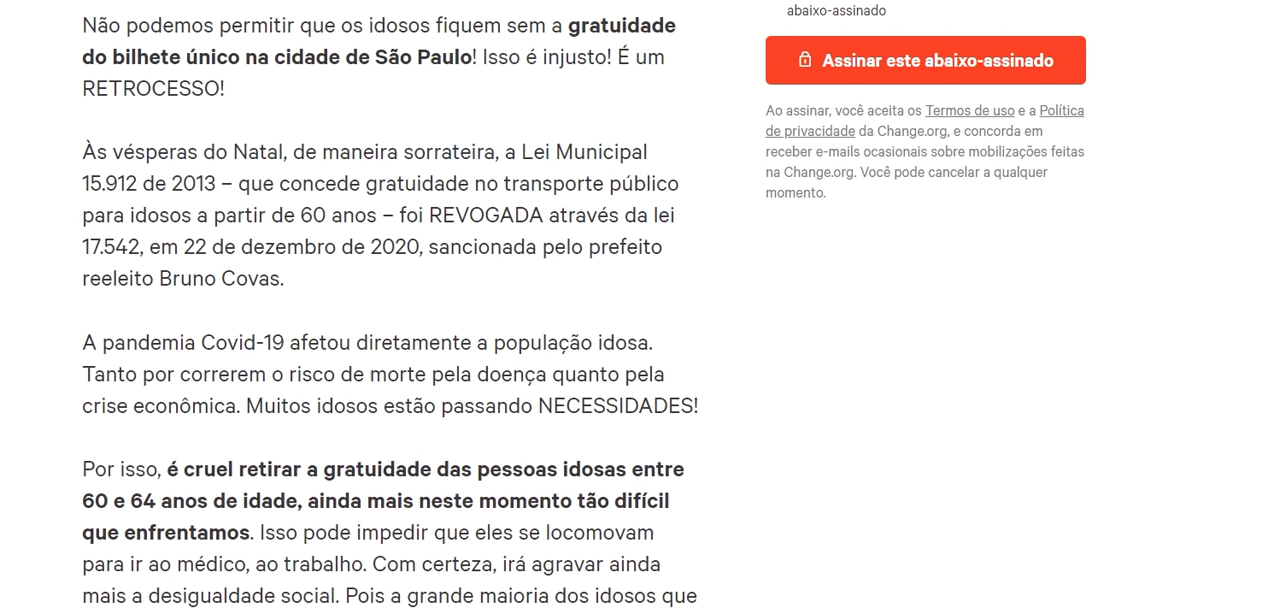 Não podemos permitir que os idosos fiquem sem a gratuidade
do bilhete único na cidade de São Paulo! Isso é injusto! É um
RETROCESSO!
Às vésperas do Natal, de maneira sorrateira, a Lei Municipal
15.912 de 2013 – que concede gratuidade no transporte público
para idosos a partir de 60 anos – foi REVOGADA através da lei
17.542, em 22 de dezembro de 2020, sancionada pelo prefeito
reeleito Bruno Covas.
A pandemia Covid-19 afetou diretamente a população idosa.
Tanto por correrem o risco de morte pela doença quanto pela
crise econômica. Muitos idosos estão passando NECESSIDADES!
Por isso, é cruel retirar a gratuidade das pessoas idosas entre
60 e 64 anos de idade, ainda mais neste momento tão difícil
que enfrentamos. Isso pode impedir que eles se locomovam
para ir ao médico, ao trabalho. Com certeza, irá agravar ainda
mais a desigualdade social. Pois a grande maioria dos idosos que
abaixo-assinado
Assinar este abaixo-assinado
Ao assinar, você aceita os Termos de uso e a Política
de privacidade da Change.org, e concorda em
receber e-mails ocasionais sobre mobilizações feitas
na Change.org. Você pode cancelar a qualquer
momento.